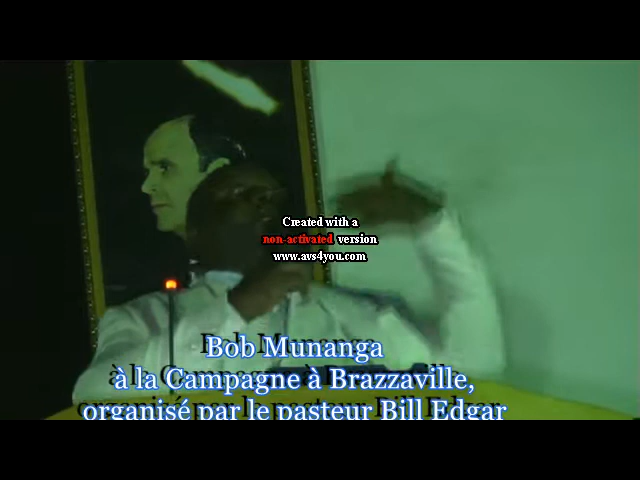 Created with a
non-activated version
www.avs4you.com
Bob Munanga
à la Campagne à Brazzaville,
organisé par le pasteur Bill Edgar